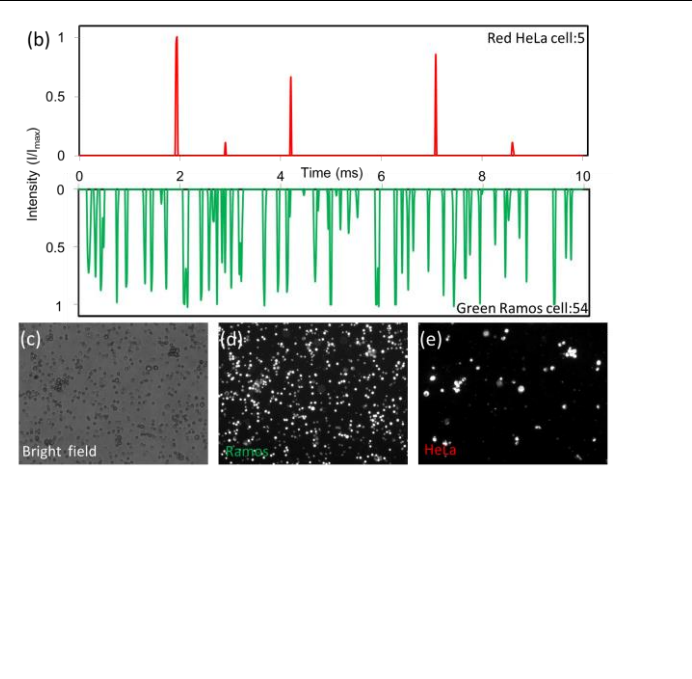 (b)
Red HeLa cell:5
1
0.5
0
Intensity (I/Imax)
0 2 4 6 8 10
Time (ms)
0
0.5
1
Green Ramos cell:54
(c)
Bright field
(d)
Ramos
(e)
HeLa